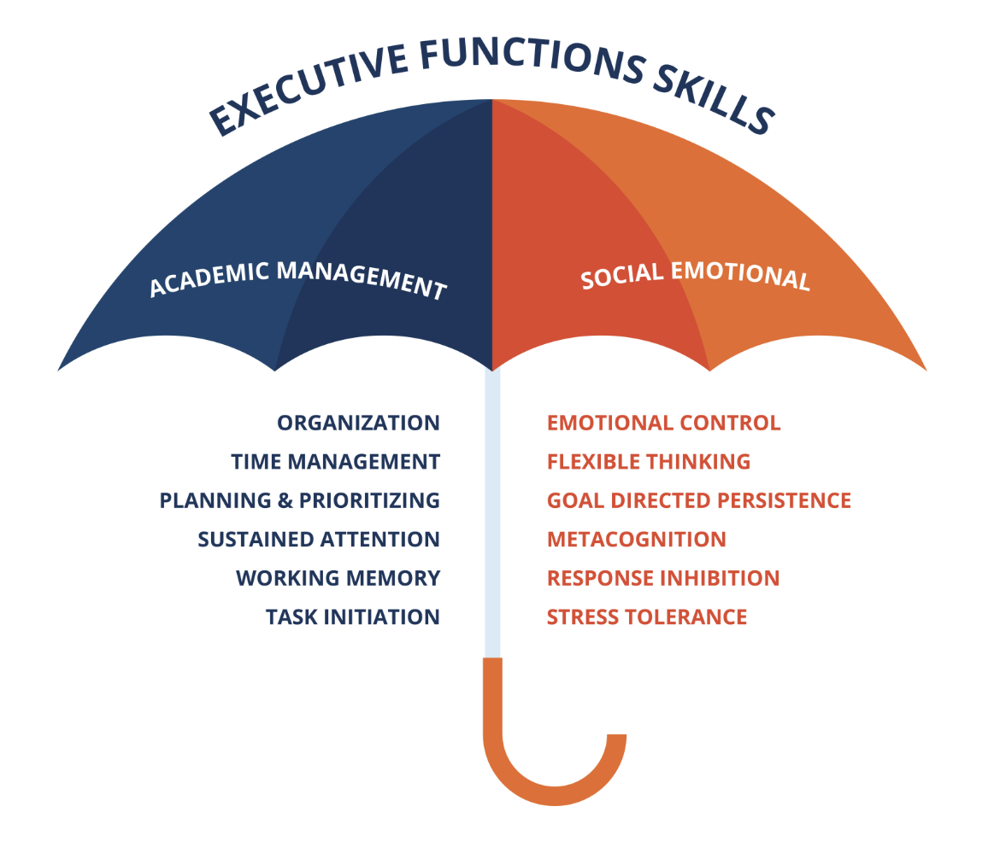 EXECUTIVE FUNCTIONS SKILLS
ACADEMIC MANAGEMENT
SOCIAL EMOTIONAL
ORGANIZATION
TIME MANAGEMENT
PLANNING & PRIORITIZING
SUSTAINED ATTENTION
WORKING MEMORY
TASK INITIATION
EMOTIONAL CONTROL
FLEXIBLE THINKING
GOAL DIRECTED PERSISTENCE
METACOGNITION
RESPONSE INHIBITION
STRESS TOLERANCE